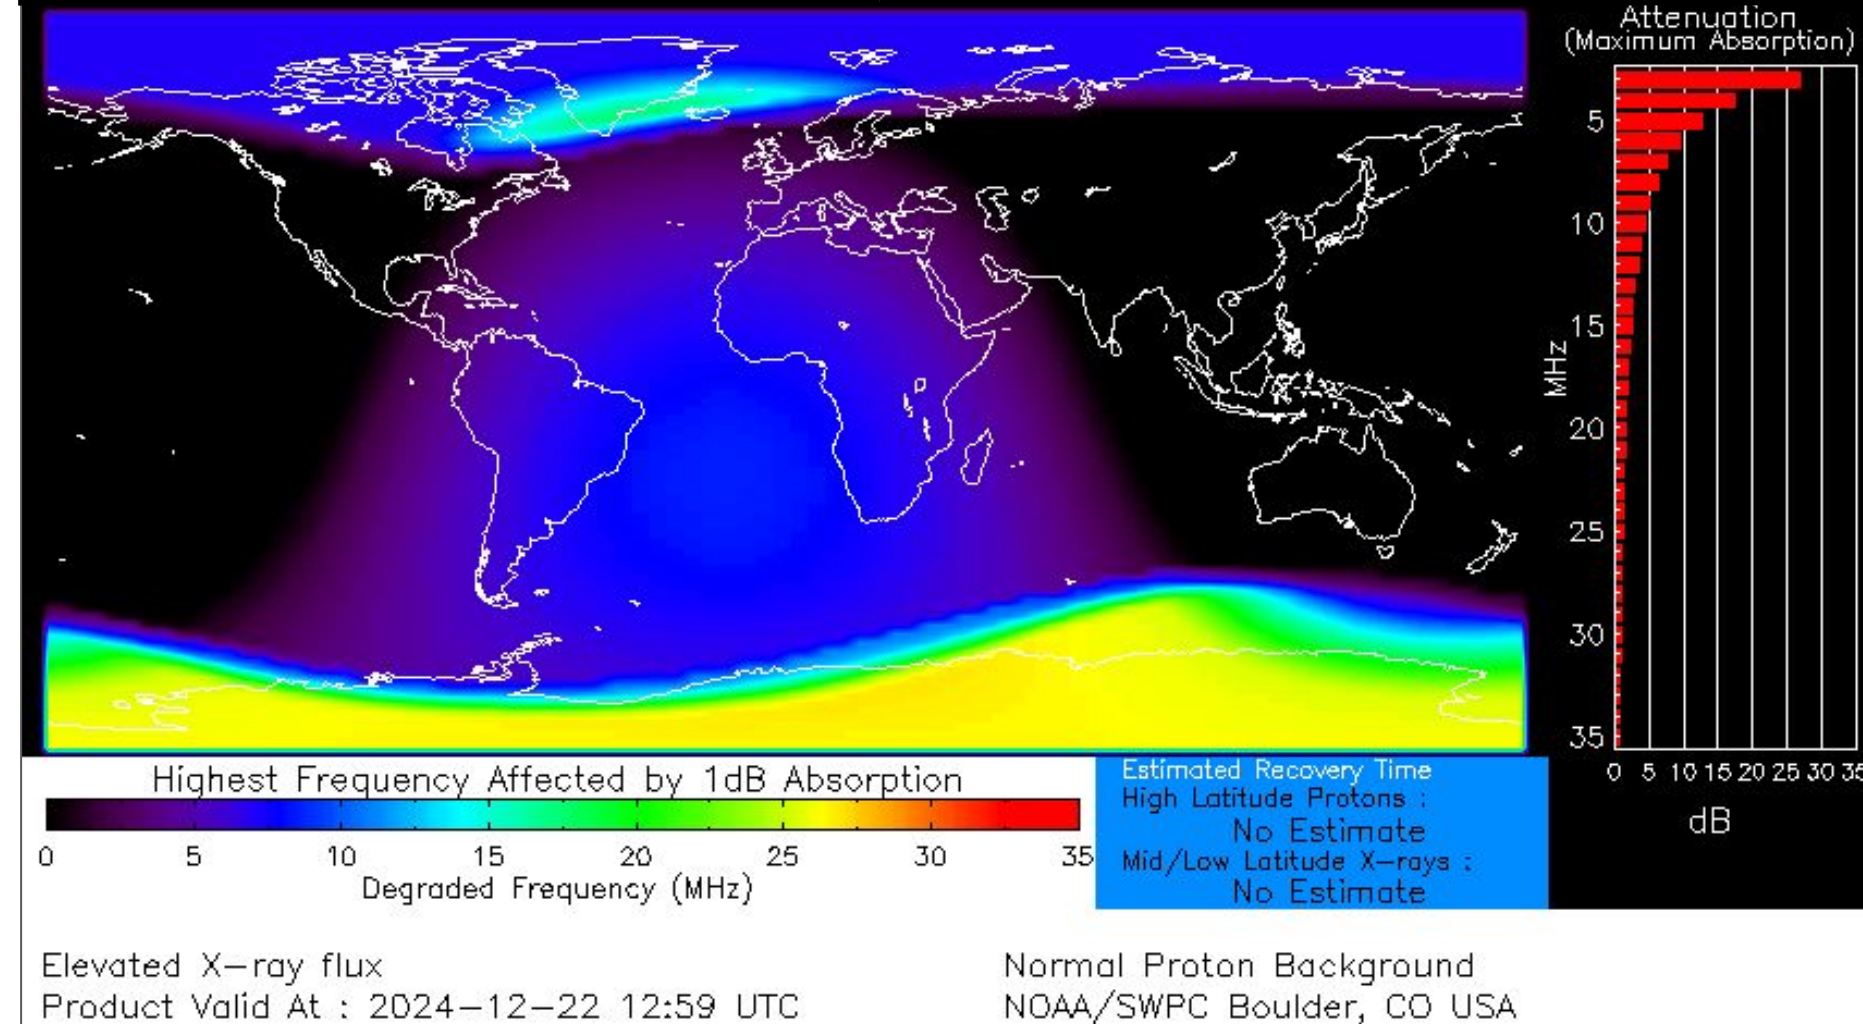 Attenuation
(Maximum Absorption)
5
10
15
20
25
30
35
MHz
0 5 10 15 20 25 30 35
dB
Highest Frequency Affected by 1dB Absorption
0 5 10 15 20 25 30 35
Degraded Frequency (MHz)
Estimated Recovery Time
High Latitude Protons :
No Estimate
Mid/Low Latitude X-rays :
No Estimate
Elevated X-ray flux
Normal Proton Background
Product Valid At : 2024-12-22 12:59 UTC
NOAA/SWPC Boulder, CO USA